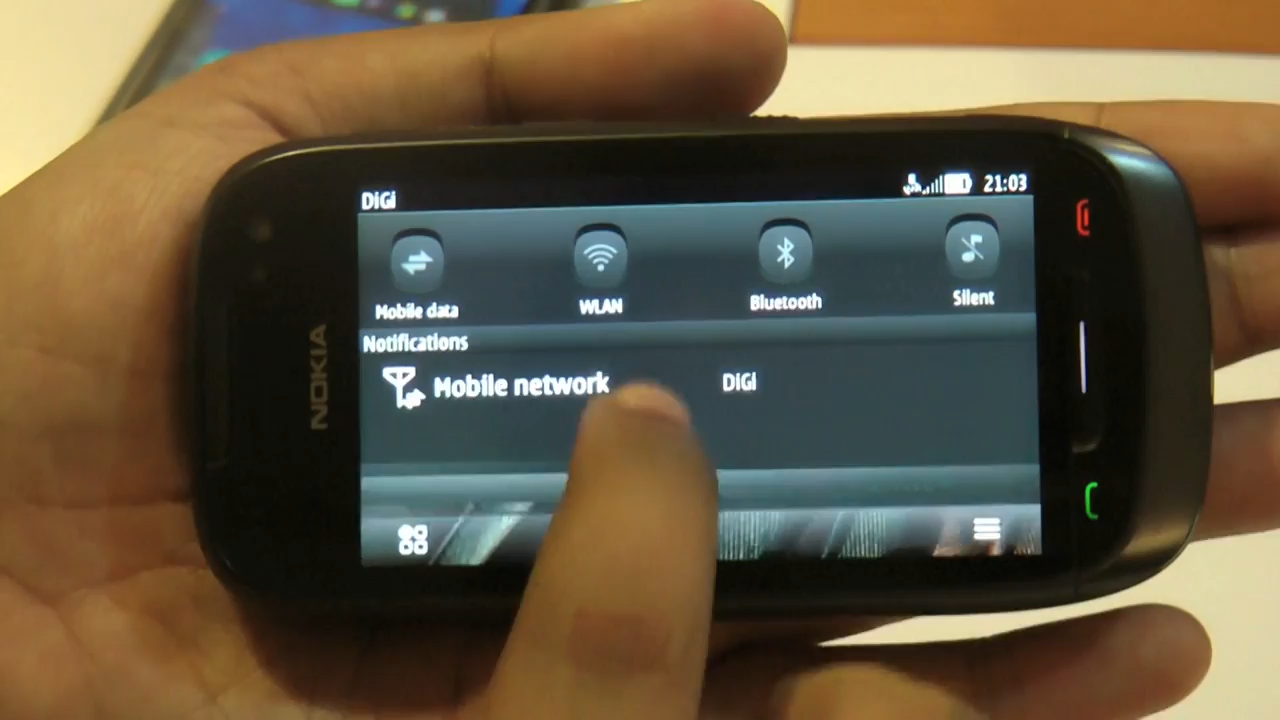 DiGi
21:03
Mobile data
WLAN
Bluetooth
Silent
Notifications
Mobile network
DiGi
NOKIA